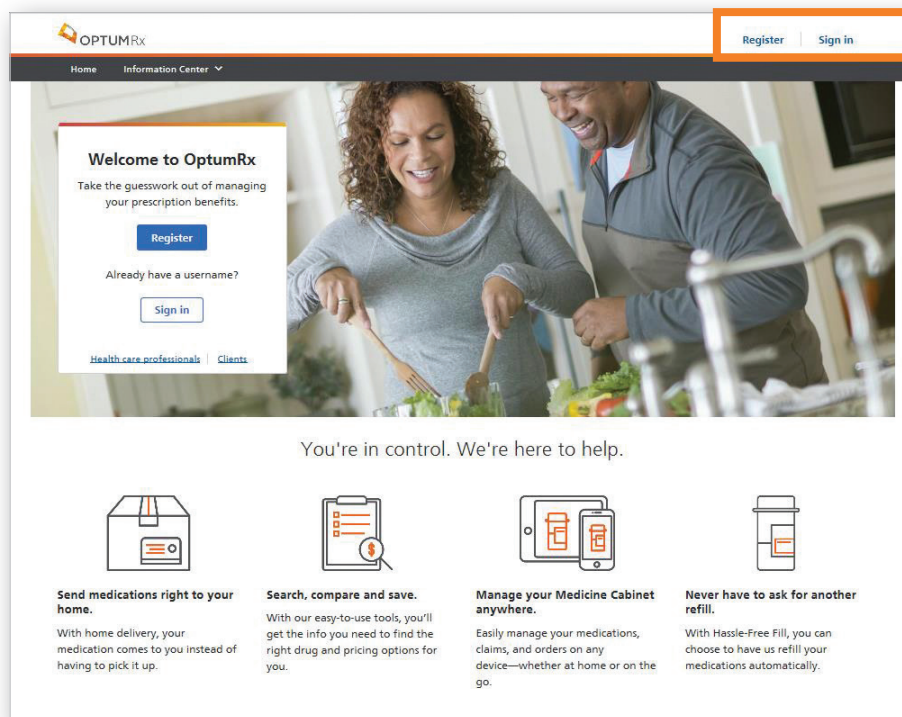 OPTUMRx
Register Sign in
Home Information Center
Welcome to OptumRx
Take the guesswork out of managing
your prescription benefits.
Register
Already have a username?
Sign in
Health care professionals Clients
You're in control. We're here to help.
Send medications right to your
home.
With home delivery, your
medication comes to you instead of
having to pick it up.
Search, compare and save.
With our easy-to-use tools, you'll
get the info you need to find the
right drug and pricing options for
you.
Manage your Medicine Cabinet
anywhere.
Easily manage your medications,
claims, and orders on any
device—whether at home or on the
go.
Never have to ask for another
refill.
With Hassle-Free Fill, you can
choose to have us refill your
medications automatically.